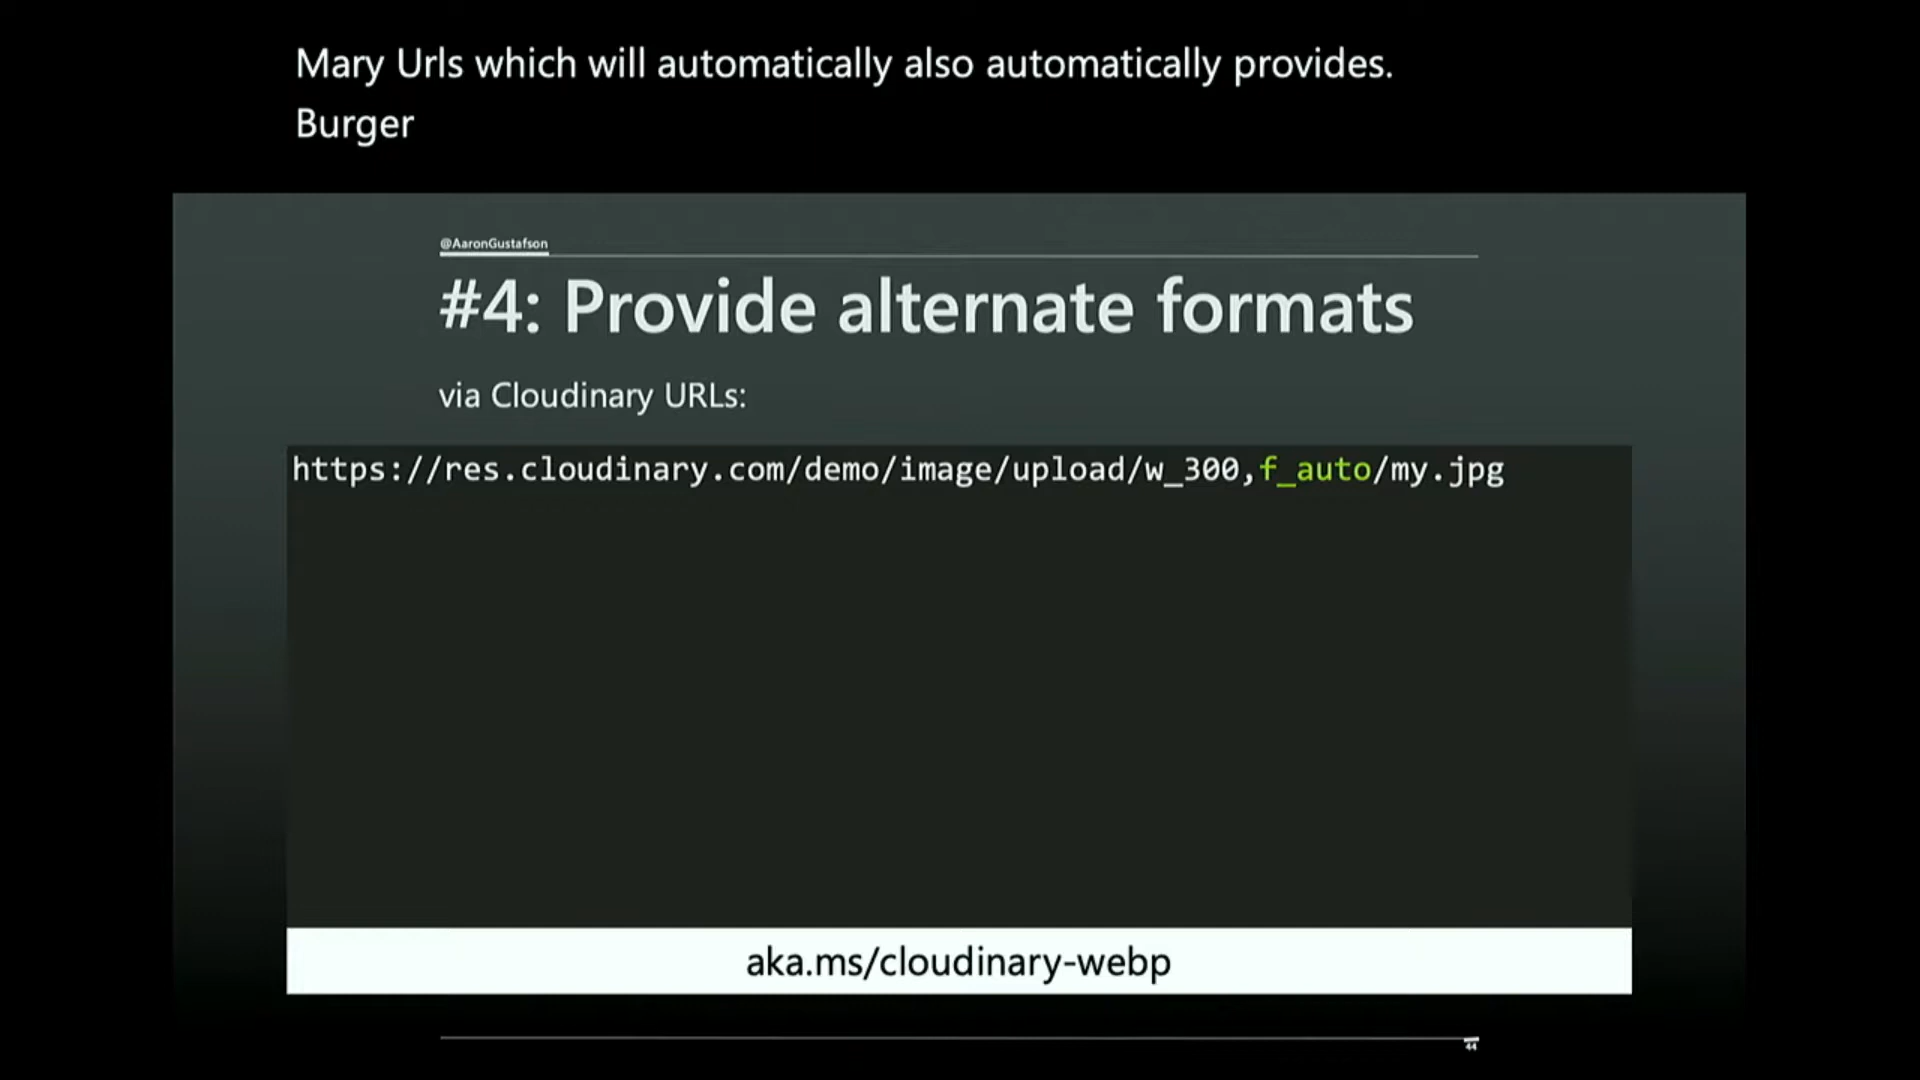 Mary Urls which will automatically also automatically provides.
Burger
@AaronGustafson
#4: Provide alternate formats
via Cloudinary URLs:
https://res.cloudinary.com/demo/image/upload/w_300,f_auto/my.jpg
aka.ms/cloudinary-webp
44